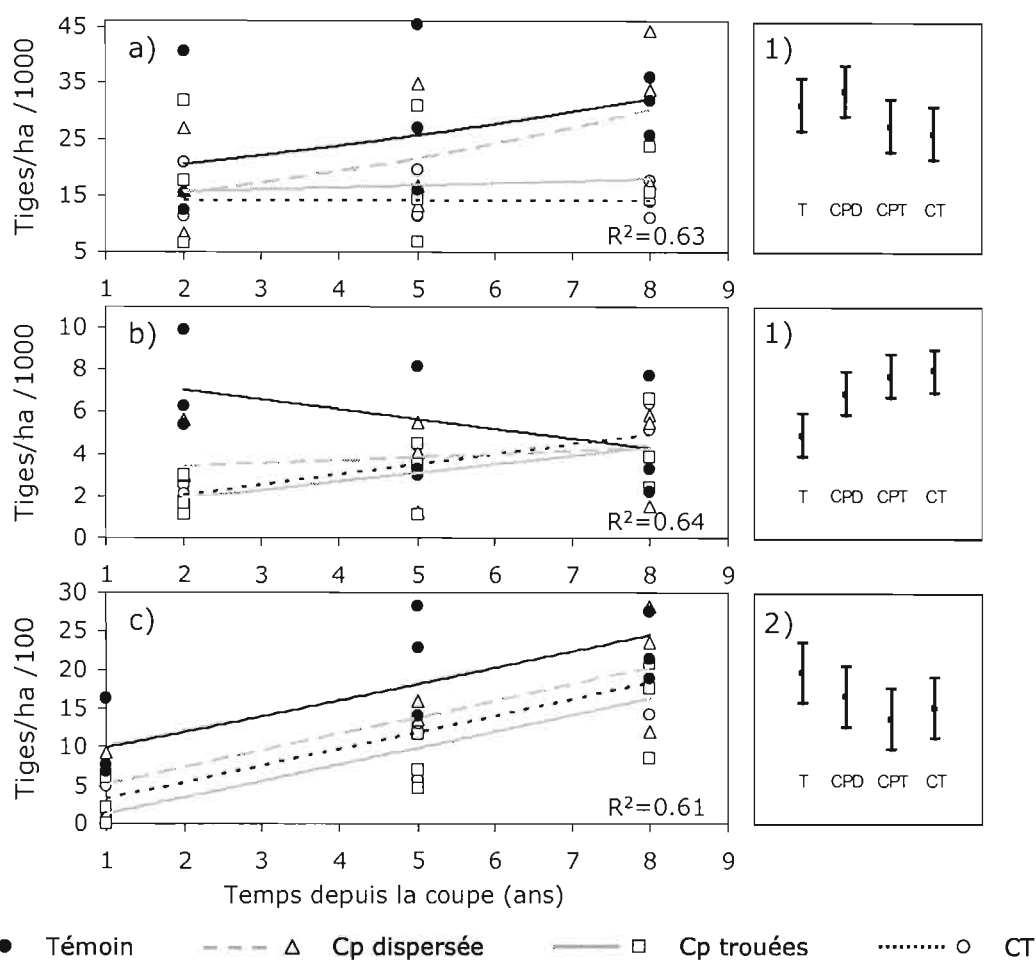 Tiges/ha /1000
a)
45
35
25
15
5
R²=0.63
1 2 3 4 5 6 7 8 9
1)
T CPD CPT CT
Tiges/ha /1000
b)
10
8
6
4
2
0
R²=0.64
1 2 3 4 5 6 7 8 9
1)
T CPD CPT CT
Tiges/ha /100
c)
30
25
20
15
10
5
0
R²=0.61
1 2 3 4 5 6 7 8 9
2)
T CPD CPT CT
Temps depuis la coupe (ans)
Témoin Cp dispersée Cp trouées CT